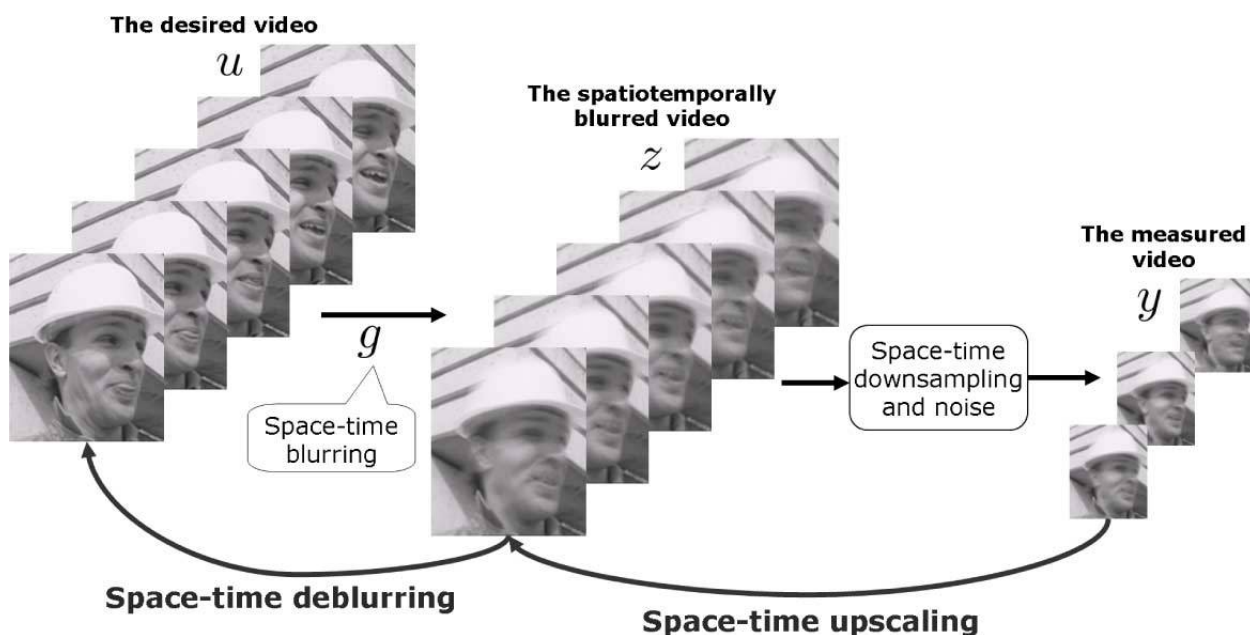 The desired video
u
The spatiotemporally
blurred video
z
The measured
video
y
g
Space-time
blurring
Space-time
downsampling
and noise
Space-time deblurring
Space-time upscaling